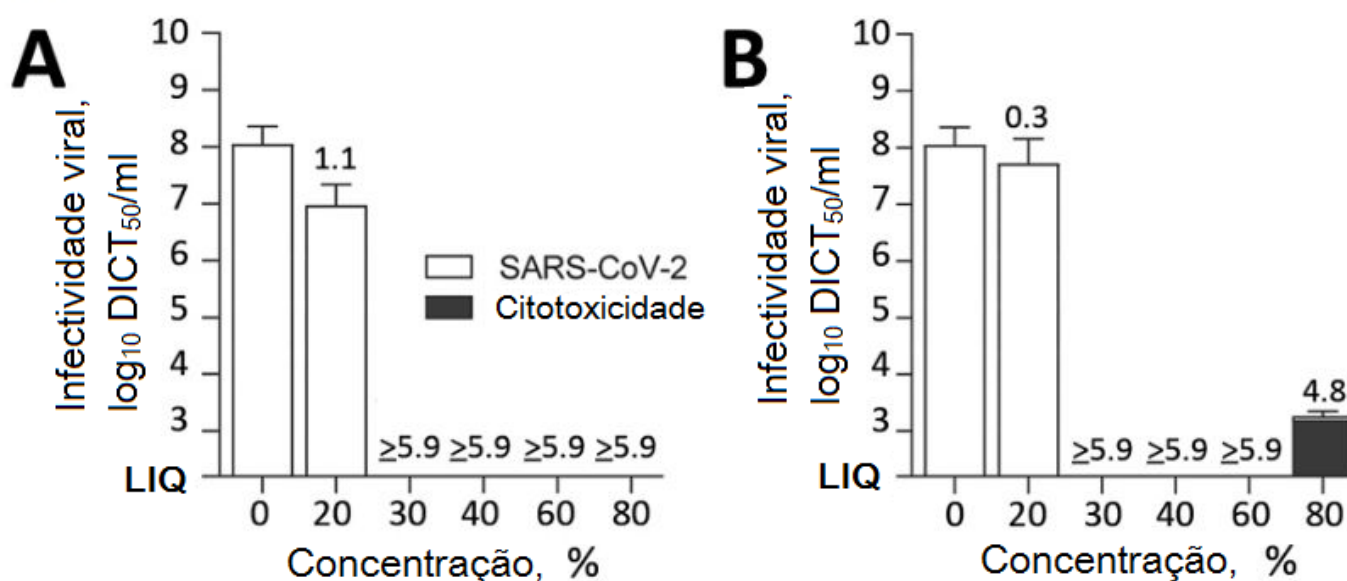 A
Infectividade viral,
log₁₀ DICT₅₀/ml
10
9
8
7
6
5
4
3
LIQ
1.1
≥5.9 ≥5.9 ≥5.9 ≥5.9
SARS-CoV-2
Citotoxicidade
0 20 30 40 60 80
Concentração, %
B
Infectividade viral,
log₁₀ DICT₅₀/ml
10
9
8
7
6
5
4
3
LIQ
0.3
≥5.9 ≥5.9 ≥5.9
4.8
0 20 30 40 60 80
Concentração, %